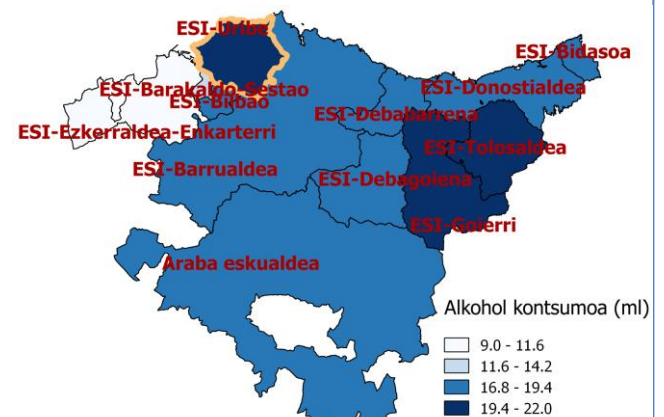 ESI-Uribe
ESI-Bidasoa
ESI-Barakaldo-Sestao
ESI-Donostialdea
ESI-Bilbao
ESI-Debabarrena
ESI-Ezkerraldea-Enkarterri
ESI-Tolosaldea
ESI-Barrualdea
ESI-Debagoiena
ESI-Goierri
Araba eskualdea
Alkohol kontsumoa (ml)
9.0 - 11.6
11.6 - 14.2
16.8 - 19.4
19.4 - 22.0